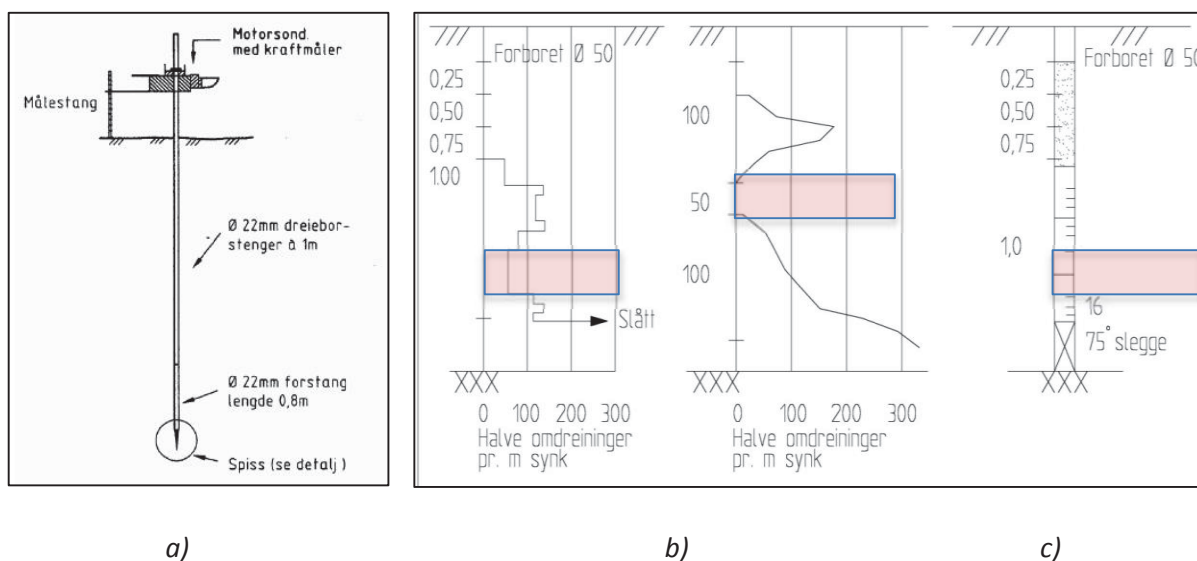 Motorsond.
med kraftmåler
Målestang
Ø 22mm dreiebor-
stenger à 1m
Ø 22mm forstang
lengde 0,8m
Spiss (se detalj )
Forboret Ø 50
0,25
0,50
0,75
1.00
Slått
0 100 200 300
Halve omdreininger
pr. m synk
100
50
100
0 100 200 300
Halve omdreininger
pr. m synk
Forboret Ø 50
0,25
0,50
0,75
1,0
16
75° slegge
a)
b)
c)